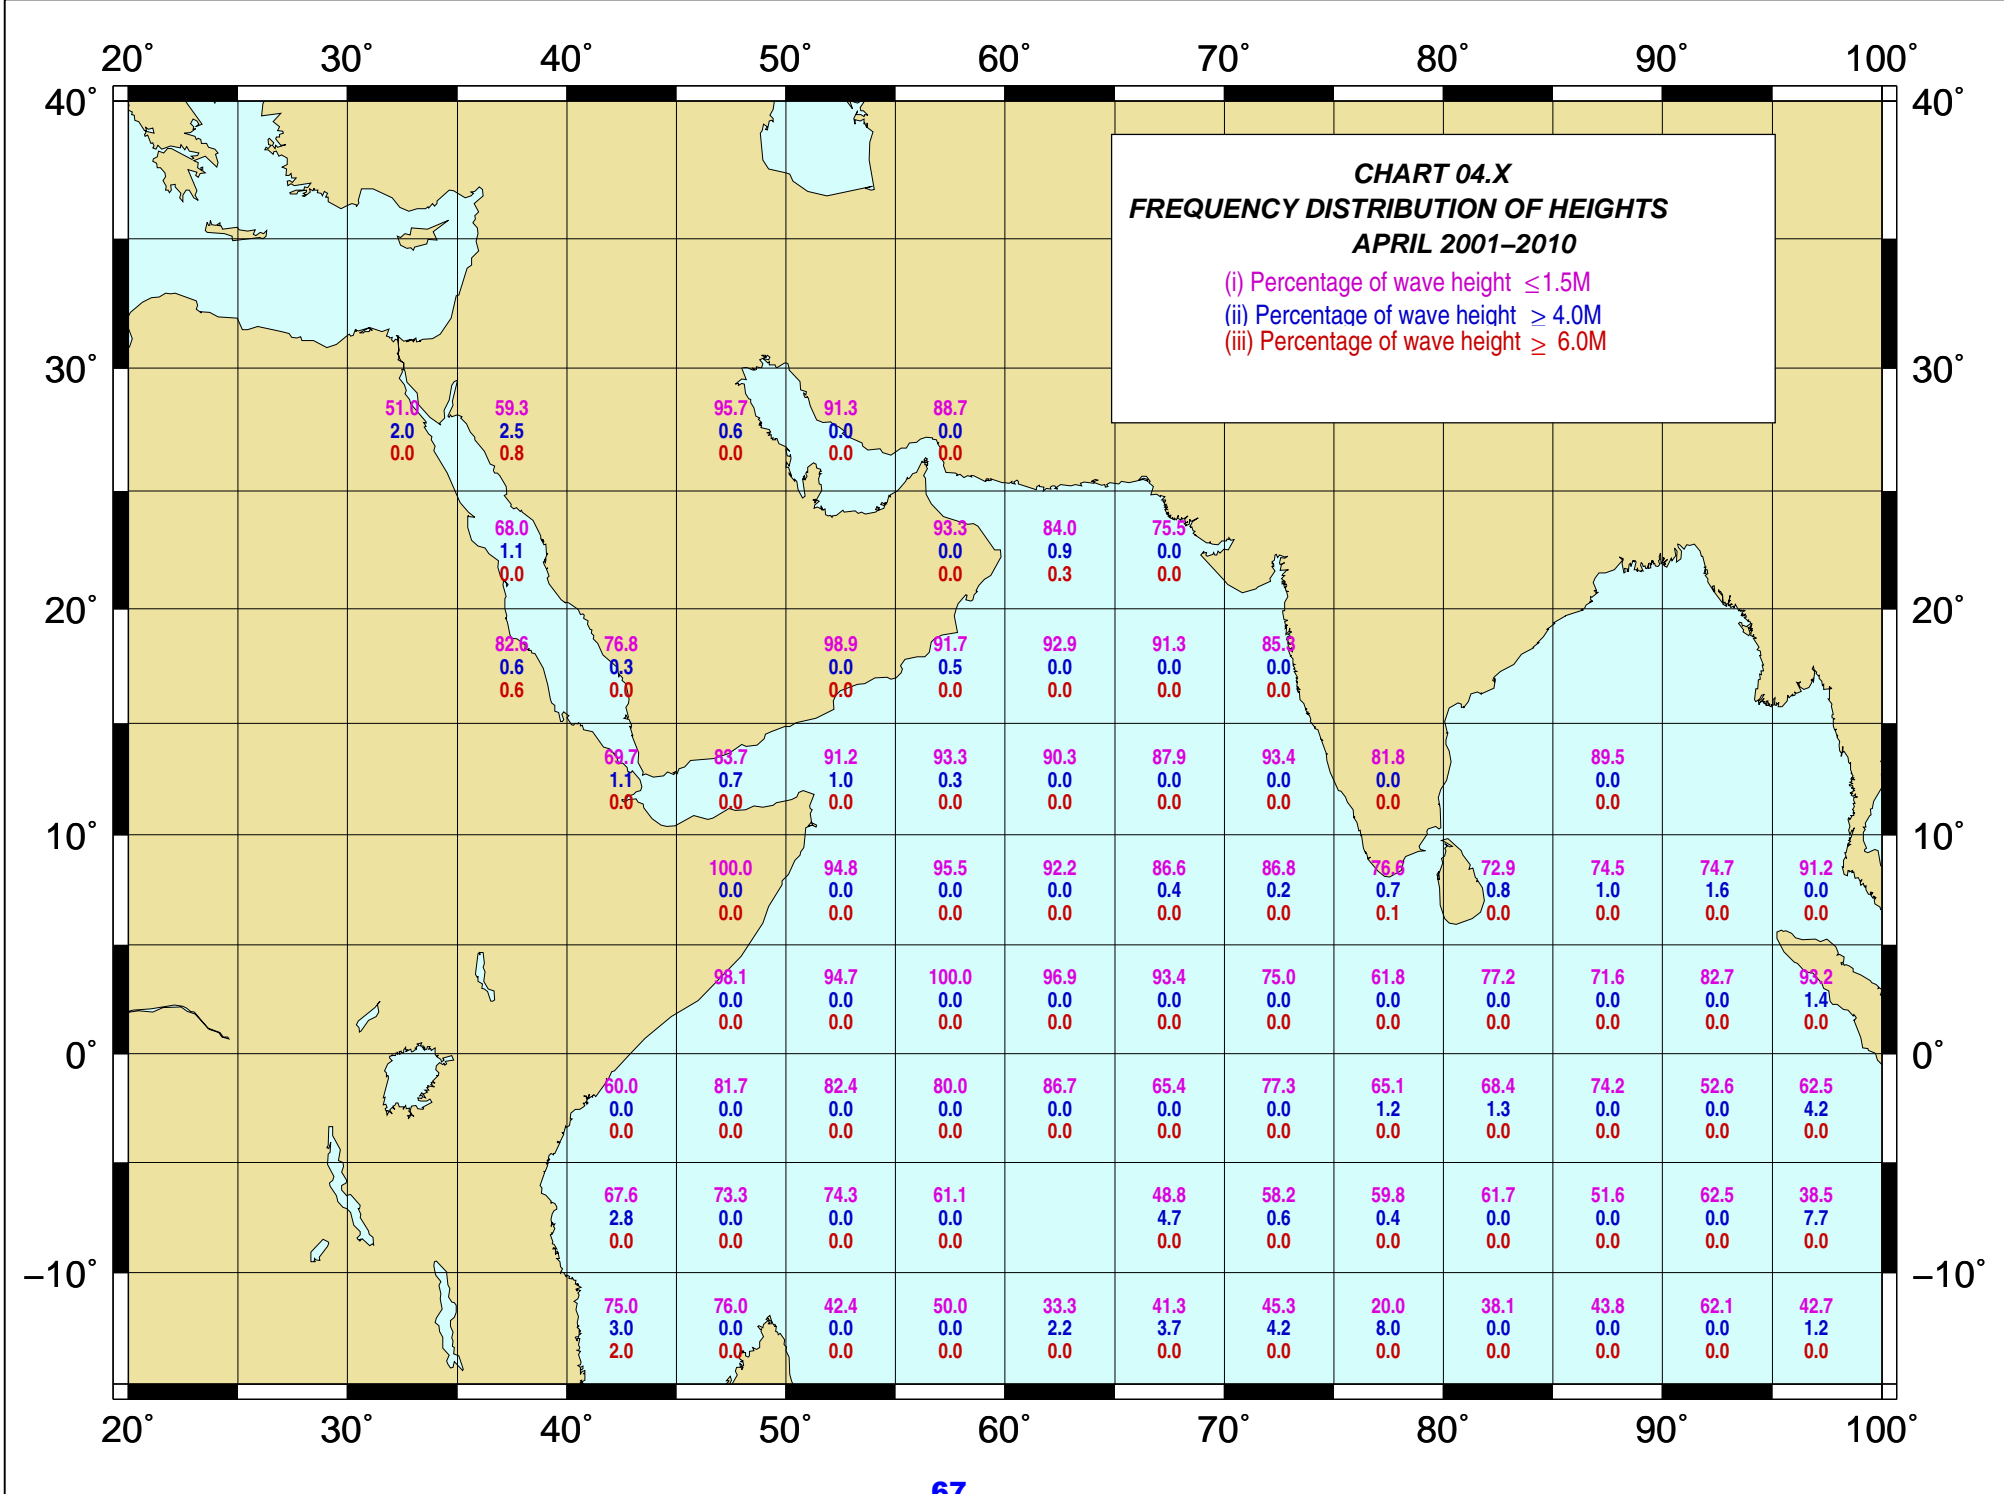 20˚ 30˚ 40˚ 50˚ 60˚ 70˚ 80˚ 90˚ 100˚
40˚ 40˚
CHART 04.X
FREQUENCY DISTRIBUTION OF HEIGHTS
APRIL 2001–2010
(i) Percentage of wave height ≤1.5M
(ii) Percentage of wave height ≥ 4.0M
(iii) Percentage of wave height ≥ 6.0M
30˚ 30˚
51.0 59.3 95.7 91.3 88.7
2.0 2.5 0.6 0.0 0.0
0.0 0.8 0.0 0.0 0.0
68.0 93.3 84.0 75.5
1.1 0.0 0.9 0.0
0.0 0.0 0.3 0.0
20˚ 20˚
82.6 76.8 98.9 91.7 92.9 91.3 85.3
0.6 0.3 0.0 0.5 0.0 0.0 0.0
0.6 0.0 0.0 0.0 0.0 0.0 0.0
69.7 83.7 91.2 93.3 90.3 87.9 93.4 81.8 89.5
1.1 0.7 1.0 0.3 0.0 0.0 0.0 0.0 0.0
0.0 0.0 0.0 0.0 0.0 0.0 0.0 0.0 0.0
10˚ 10˚
100.0 94.8 95.5 92.2 86.6 86.8 76.6 72.9 74.5 74.7 91.2
0.0 0.0 0.0 0.0 0.4 0.2 0.7 0.8 1.0 1.6 0.0
0.0 0.0 0.0 0.0 0.0 0.0 0.1 0.0 0.0 0.0 0.0
98.1 94.7 100.0 96.9 93.4 75.0 61.8 77.2 71.6 82.7 93.2
0.0 0.0 0.0 0.0 0.0 0.0 0.0 0.0 0.0 0.0 1.4
0.0 0.0 0.0 0.0 0.0 0.0 0.0 0.0 0.0 0.0 0.0
0˚ 0˚
60.0 81.7 82.4 80.0 86.7 65.4 77.3 65.1 68.4 74.2 52.6 62.5
0.0 0.0 0.0 0.0 0.0 0.0 0.0 1.2 1.3 0.0 0.0 4.2
0.0 0.0 0.0 0.0 0.0 0.0 0.0 0.0 0.0 0.0 0.0 0.0
67.6 73.3 74.3 61.1 48.8 58.2 59.8 61.7 51.6 62.5 38.5
2.8 0.0 0.0 0.0 4.7 0.6 0.4 0.0 0.0 0.0 7.7
0.0 0.0 0.0 0.0 0.0 0.0 0.0 0.0 0.0 0.0 0.0
−10˚ −10˚
75.0 76.0 42.4 50.0 33.3 41.3 45.3 20.0 38.1 43.8 62.1 42.7
3.0 0.0 0.0 0.0 2.2 3.7 4.2 8.0 0.0 0.0 0.0 1.2
2.0 0.0 0.0 0.0 0.0 0.0 0.0 0.0 0.0 0.0 0.0 0.0
20˚ 30˚ 40˚ 50˚ 60˚ 70˚ 80˚ 90˚ 100˚
67